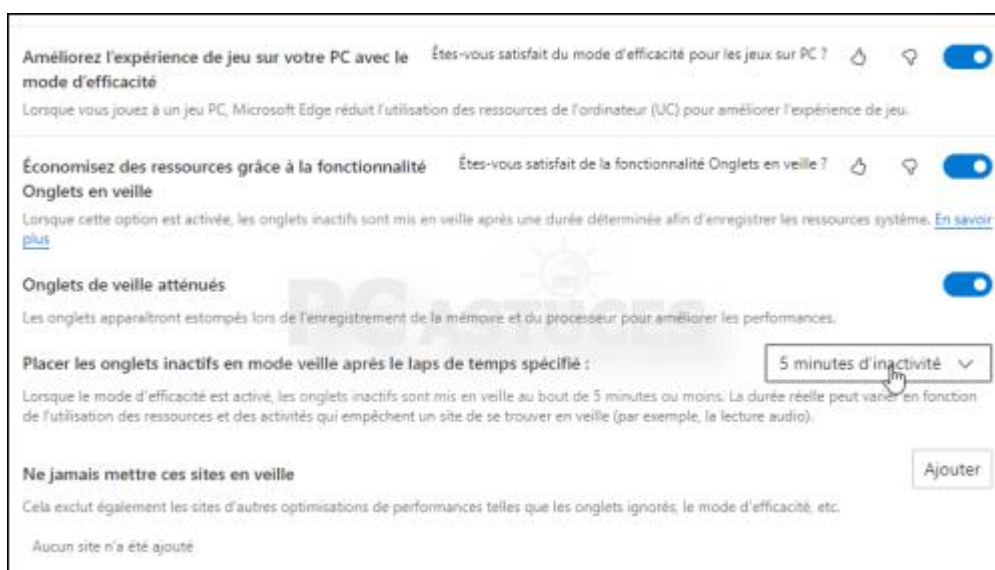 Améliorez l'expérience de jeu sur votre PC avec le mode d'efficacité
Êtes-vous satisfait du mode d'efficacité pour les jeux sur PC ?
Lorsque vous jouez à un jeu PC, Microsoft Edge réduit l'utilisation des ressources de l'ordinateur (UC) pour améliorer l'expérience de jeu.
Économisez des ressources grâce à la fonctionnalité
Onglets en veille
Êtes-vous satisfait de la fonctionnalité Onglets en veille ?
Lorsque cette option est activée, les onglets inactifs sont mis en veille après une durée déterminée afin d'enregistrer les ressources système. En savoir
plus
Onglets de veille atténués
PC ASTUCES
Les onglets apparaîtront estompés lors de l'enregistrement de la mémoire et du processeur pour améliorer les performances.
Placer les onglets inactifs en mode veille après le laps de temps spécifié :
5 minutes d'inactivité
Lorsque le mode d'efficacité est activé, les onglets inactifs sont mis en veille au bout de 5 minutes ou moins. La durée réelle peut varier en fonction
de l'utilisation des ressources et des activités qui empêchent un site de se trouver en veille (par exemple, la lecture audio).
Ne jamais mettre ces sites en veille
Ajouter
Cela exclut également les sites d'autres optimisations de performances telles que les onglets ignorés, le mode d'efficacité, etc.
Aucun site n'a été ajouté